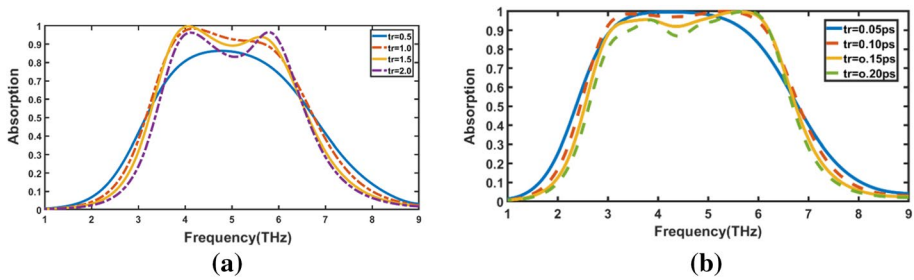 1
0.9
0.8
0.7
0.6
0.5
0.4
0.3
0.2
0.1
0
Absorption
tr=0.5
tr=1.0
tr=1.5
tr=2.0
1 2 3 4 5 6 7 8 9
Frequency(THz)
(a)
1
0.9
0.8
0.7
0.6
0.5
0.4
0.3
0.2
0.1
0
Absorption
tr=0.05ps
tr=0.10ps
tr=o.15ps
tr=o.20ps
1 2 3 4 5 6 7 8 9
Frequency(THz)
(b)